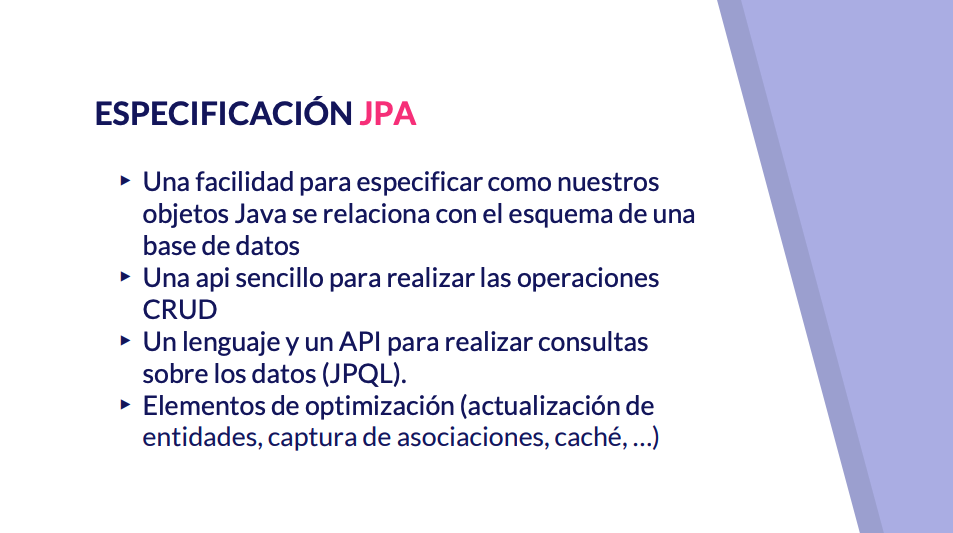 ESPECIFICACIÓN JPA
▸ Una facilidad para especificar como nuestros
objetos Java se relaciona con el esquema de una
base de datos
▸ Una api sencillo para realizar las operaciones
CRUD
▸ Un lenguaje y un API para realizar consultas
sobre los datos (JPQL).
▸ Elementos de optimización (actualización de
entidades, captura de asociaciones, caché, ...)